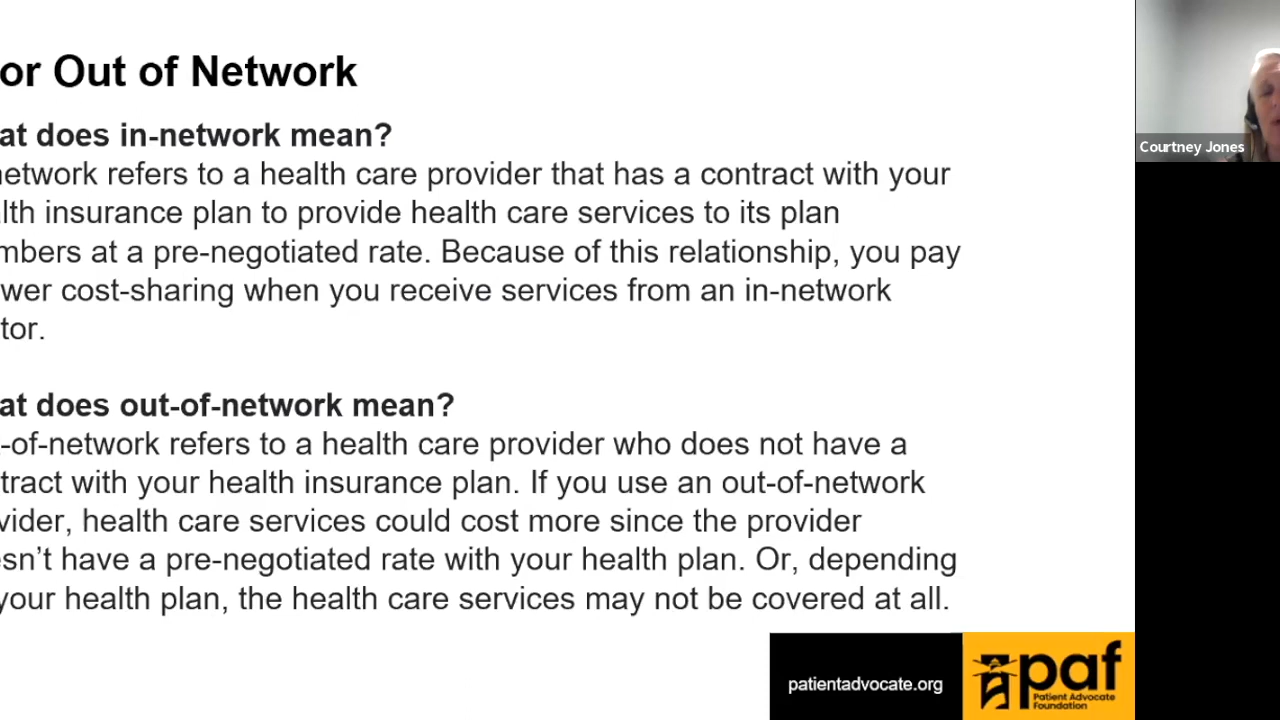 or Out of Network
at does in-network mean?
network refers to a health care provider that has a contract with your
lth insurance plan to provide health care services to its plan
mbers at a pre-negotiated rate. Because of this relationship, you pay
wer cost-sharing when you receive services from an in-network
tor.
at does out-of-network mean?
-of-network refers to a health care provider who does not have a
tract with your health insurance plan. If you use an out-of-network
vider, health care services could cost more since the provider
esn’t have a pre-negotiated rate with your health plan. Or, depending
your health plan, the health care services may not be covered at all.
patientadvocate.org
paf
Patient Advocate
Foundation
Courtney Jones